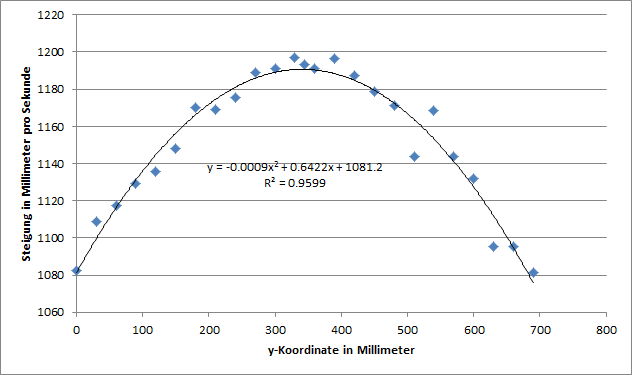 1220
1200
1180
1160
1140
1120
1100
1080
1060
Steigung in Millimeter pro Sekunde
y = -0.0009x² + 0.6422x + 1081.2
R² = 0.9599
0 100 200 300 400 500 600 700 800
y-Koordinate in Millimeter